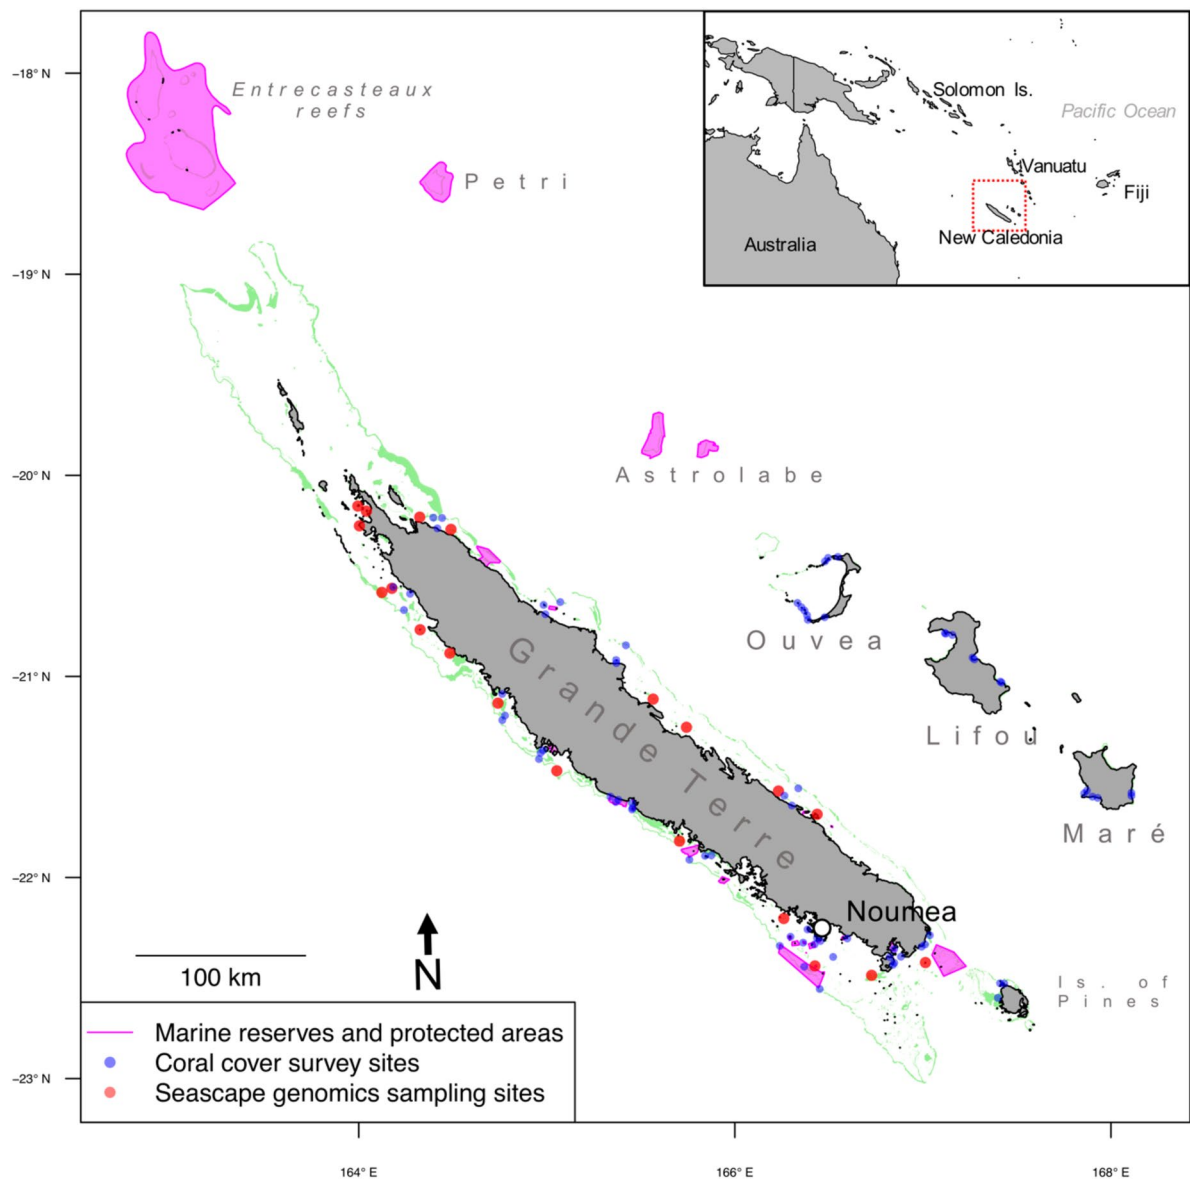 −18° N
−19° N
−20° N
−21° N
−22° N
−23° N
Entrecasteaux
reefs
Petri
Solomon Is.
Pacific Ocean
Vanuatu
Fiji
New Caledonia
Australia
Astrolabe
Ouvea
Lifou
Maré
Grande Terre
Noumea
Is. of
Pines
100 km
N
Marine reserves and protected areas
Coral cover survey sites
Seascape genomics sampling sites
164° E
166° E
168° E